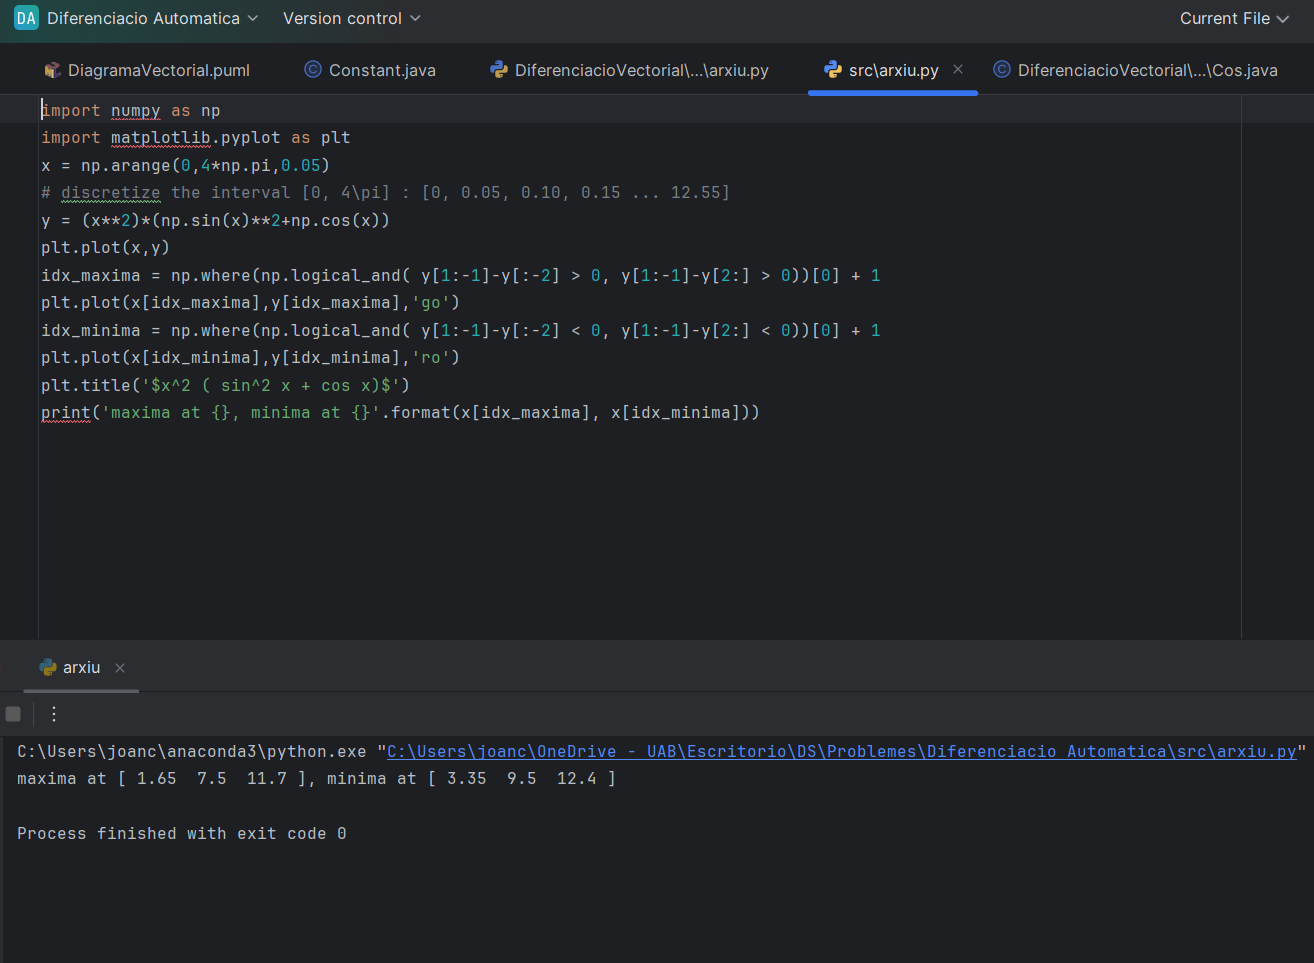 DA Diferenciacio Automatica Version control Current File
DiagramaVectorial.puml Constant.java DiferenciacioVectorial\...\arxiu.py src\arxiu.py DiferenciacioVectorial\...\Cos.java
import numpy as np
import matplotlib.pyplot as plt
x = np.arange(0,4*np.pi,0.05)
# discretize the interval [0, 4\pi] : [0, 0.05, 0.10, 0.15 ... 12.55]
y = (x**2)*(np.sin(x)**2+np.cos(x))
plt.plot(x,y)
idx_maxima = np.where(np.logical_and( y[1:-1]-y[:-2] > 0, y[1:-1]-y[2:] > 0))[0] + 1
plt.plot(x[idx_maxima],y[idx_maxima],'go')
idx_minima = np.where(np.logical_and( y[1:-1]-y[:-2] < 0, y[1:-1]-y[2:] < 0))[0] + 1
plt.plot(x[idx_minima],y[idx_minima],'ro')
plt.title('$x^2 ( sin^2 x + cos x)$')
print('maxima at {}, minima at {}'.format(x[idx_maxima], x[idx_minima]))
arxiu
C:\Users\joanc\anaconda3\python.exe "C:\Users\joanc\OneDrive - UAB\Escritorio\DS\Problemes\Diferenciacio Automatica\src\arxiu.py"
maxima at [ 1.65  7.5  11.7 ], minima at [ 3.35  9.5  12.4 ]
Process finished with exit code 0